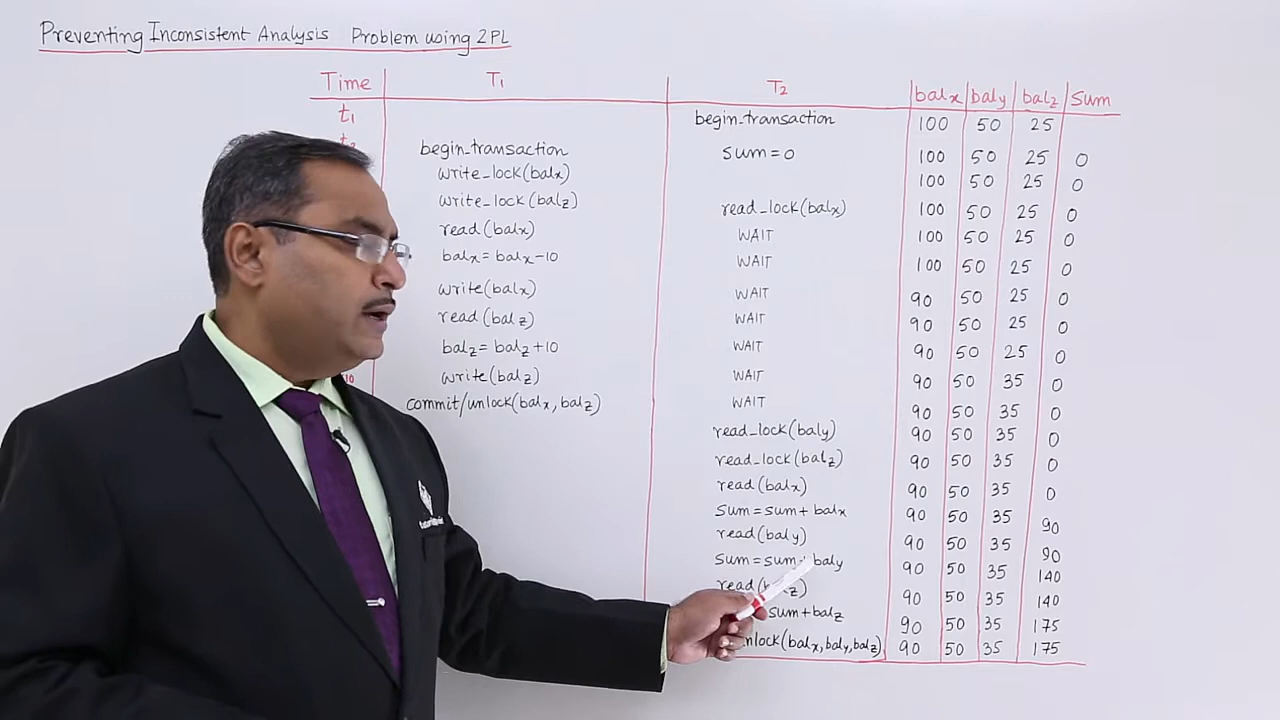 Preventing Inconsistent Analysis Problem using 2PL
Time T₁ T₂ balx baly balz Sum
t₁ begin_transaction 100 50 25
begin_transaction sum=0 100 50 25 0
write_lock(balx) 100 50 25 0
write_lock(balz) read_lock(balx) 100 50 25 0
read(balx) WAIT 100 50 25 0
balx=balx-10 WAIT 100 50 25 0
write(balx) WAIT 90 50 25 0
read(balz) WAIT 90 50 25 0
balz=balz+10 WAIT 90 50 25 0
write(balz) WAIT 90 50 35 0
commit/unlock(balx, balz) WAIT 90 50 35 0
read_lock(baly) 90 50 35 0
read_lock(balz) 90 50 35 0
read(balx) 90 50 35 0
Sum=sum+balx 90 50 35 90
read(baly) 90 50 35 90
Sum=sum+baly 90 50 35 140
90 50 35 140
sum+balz 90 50 35 175
(balx, baly, balz) 90 50 35 175